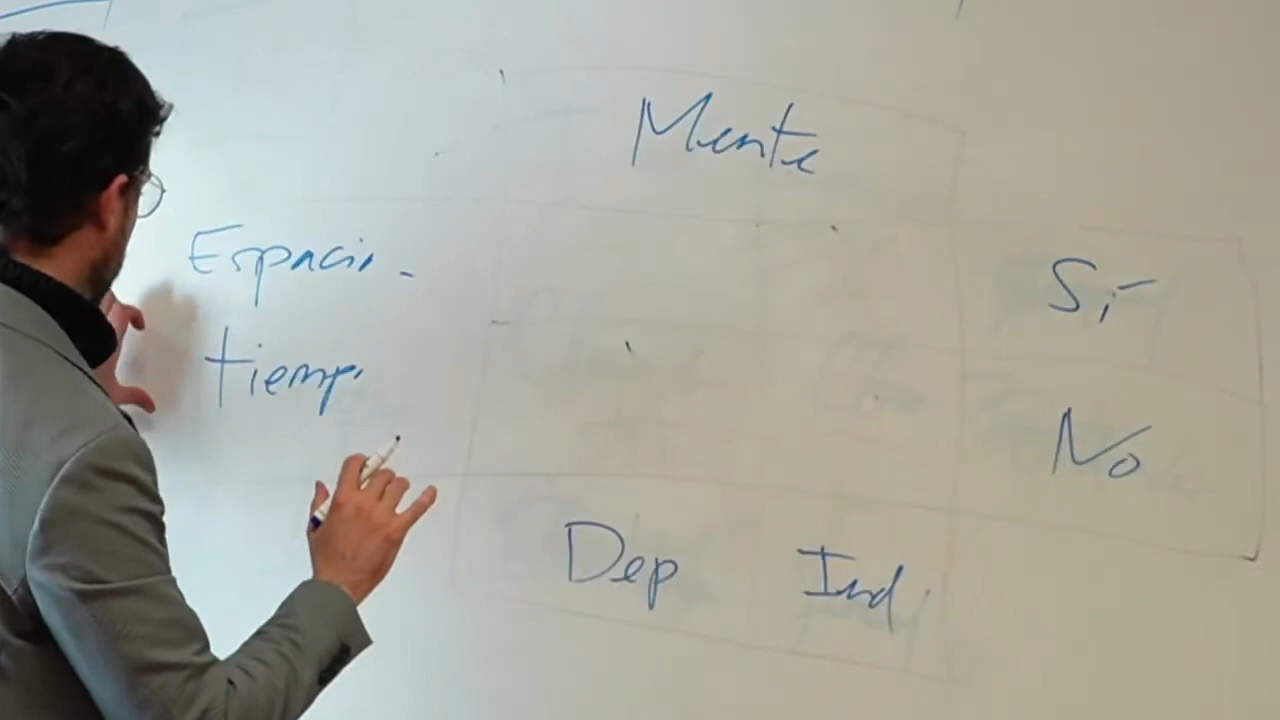 Mente
Espacio-
tiempo
Sí
No
Dep
Ind